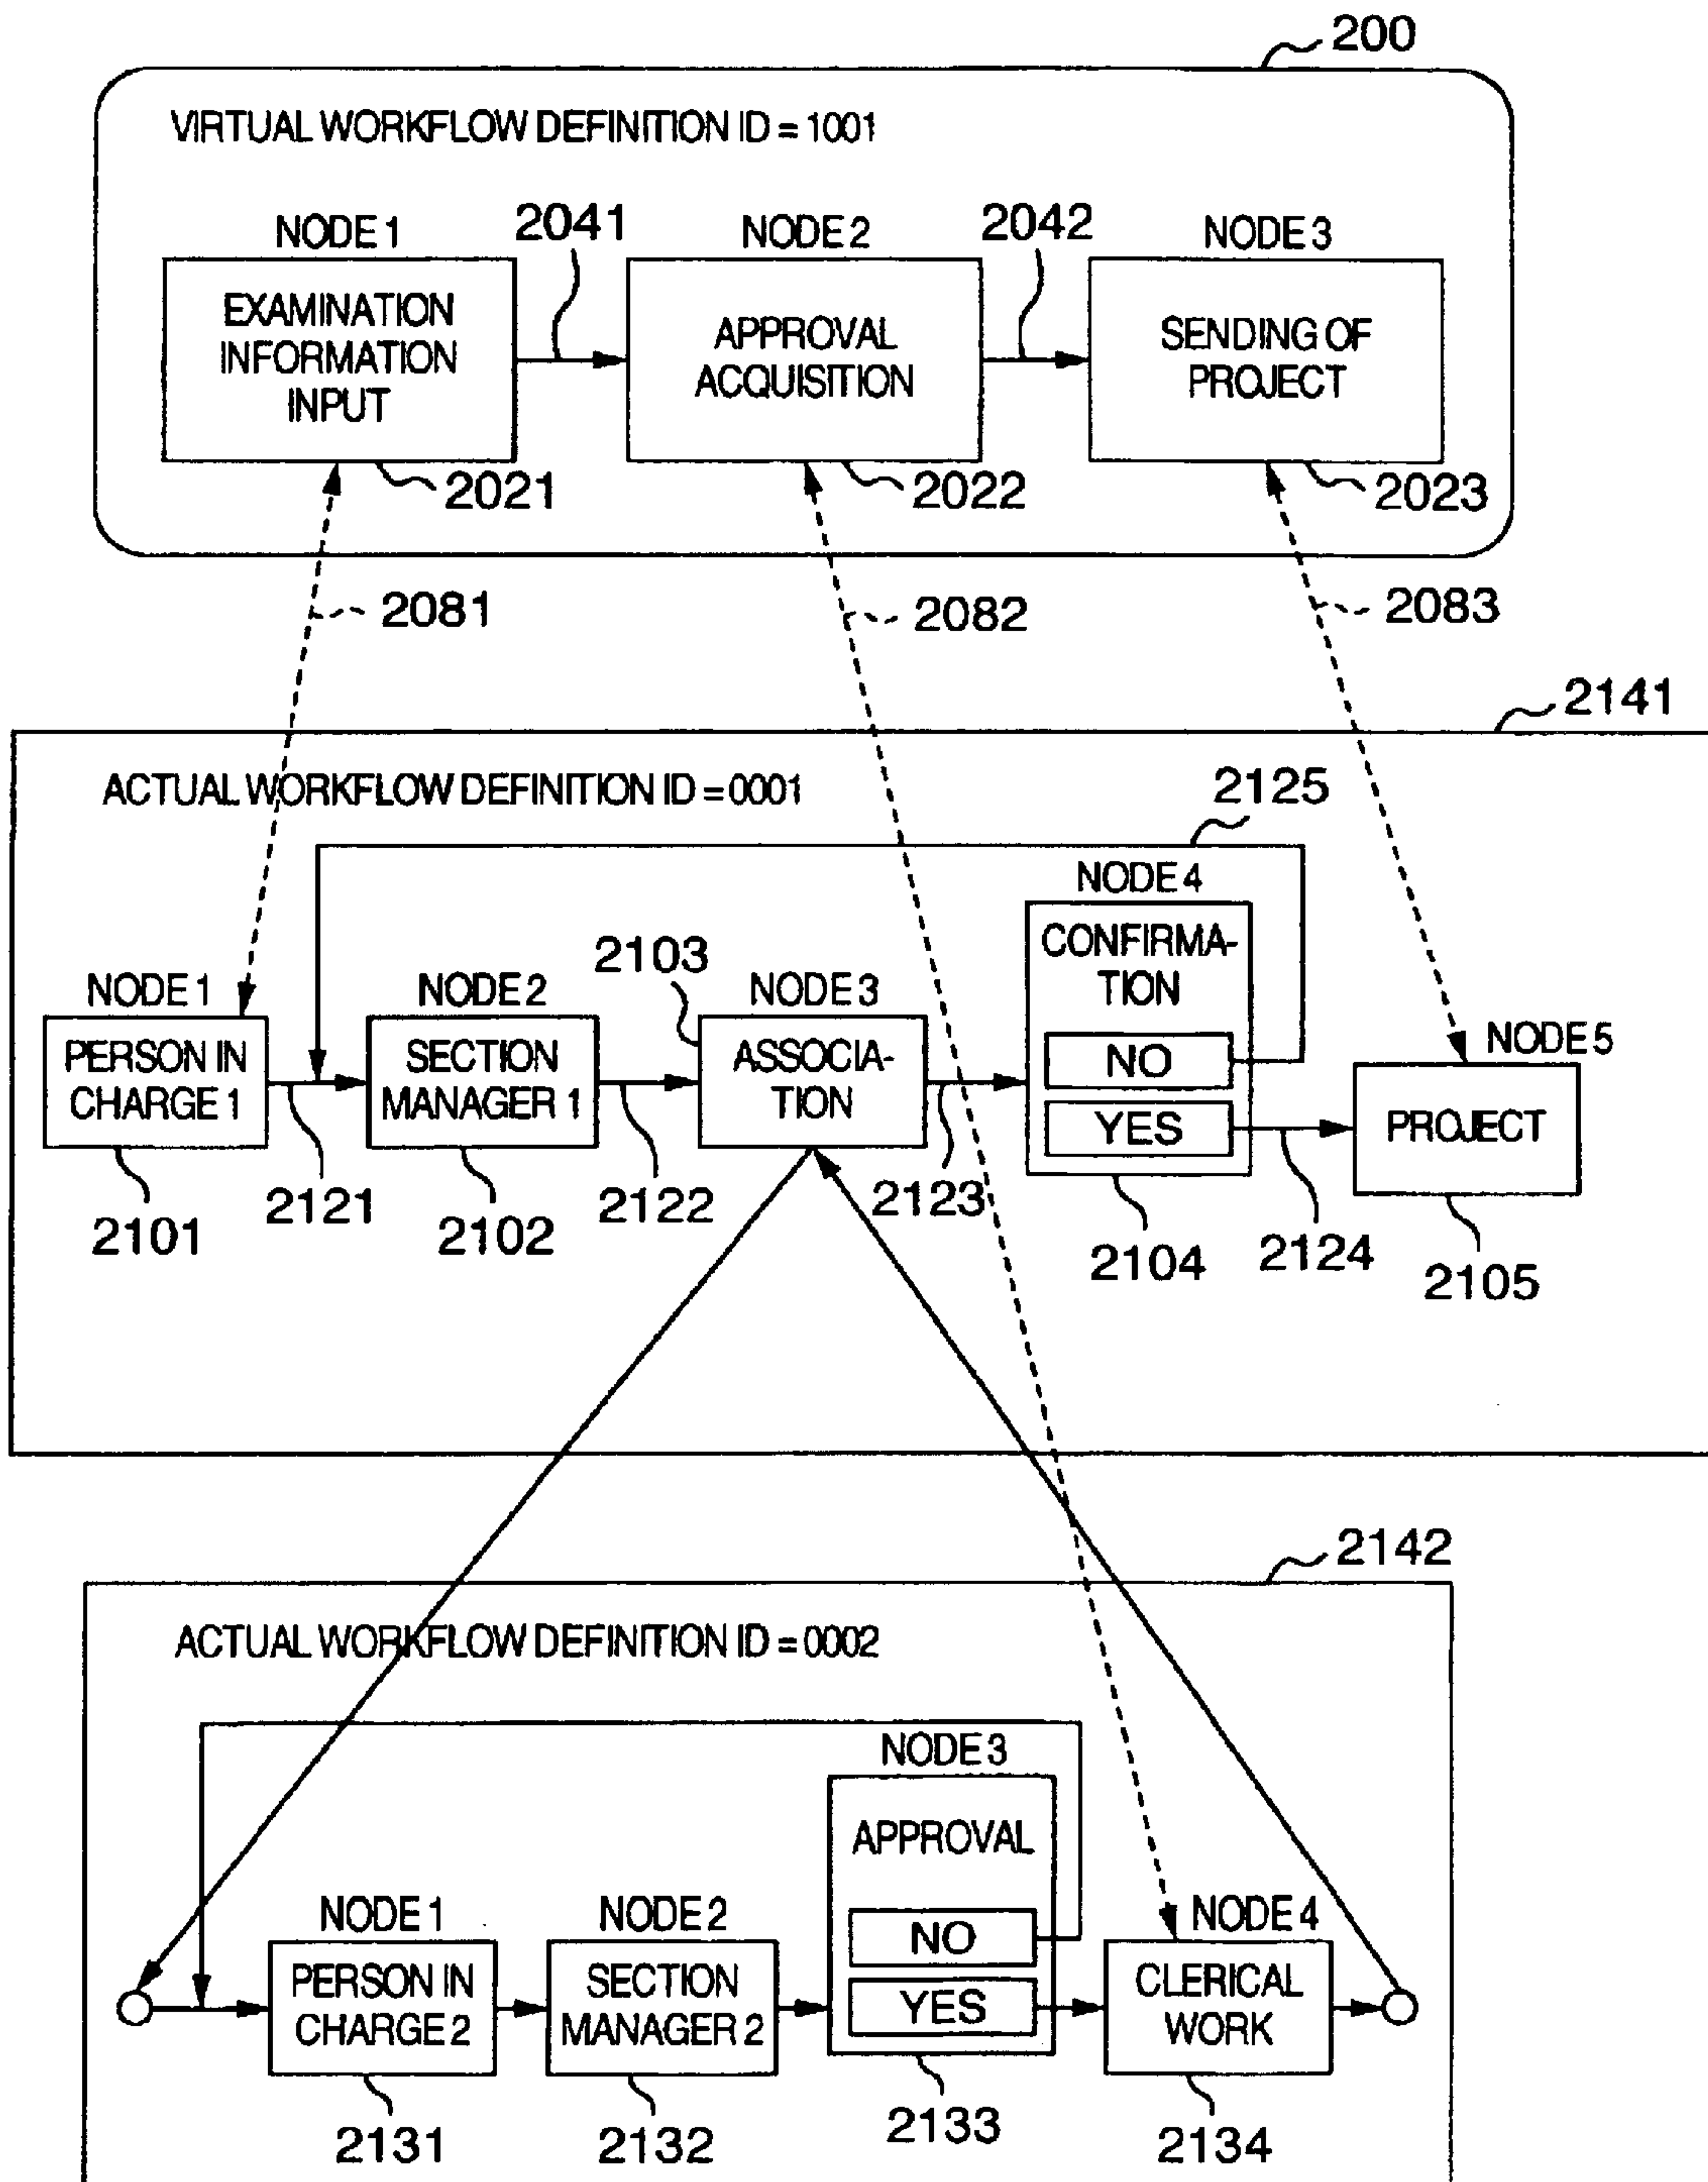 200
VIRTUAL WORKFLOW DEFINITION ID = 1001
NODE 1
2041
NODE 2
2042
NODE 3
EXAMINATION
INFORMATION
INPUT
APPROVAL
ACQUISITION
SENDING OF
PROJECT
2021
2022
2023
2081
2082
2083
2141
ACTUAL WORKFLOW DEFINITION ID = 0001
2125
NODE 4
CONFIRMA-
TION
NO
YES
2103
NODE 1
NODE 2
NODE 3
NODE 5
PERSON IN
CHARGE 1
SECTION
MANAGER 1
ASSOCIA-
TION
PROJECT
2121
2122
2123
2101
2102
2104
2124
2105
2142
ACTUAL WORKFLOW DEFINITION ID = 0002
NODE 3
APPROVAL
NO
YES
NODE 1
NODE 2
NODE 4
PERSON IN
CHARGE 2
SECTION
MANAGER 2
CLERICAL
WORK
2131
2132
2133
2134